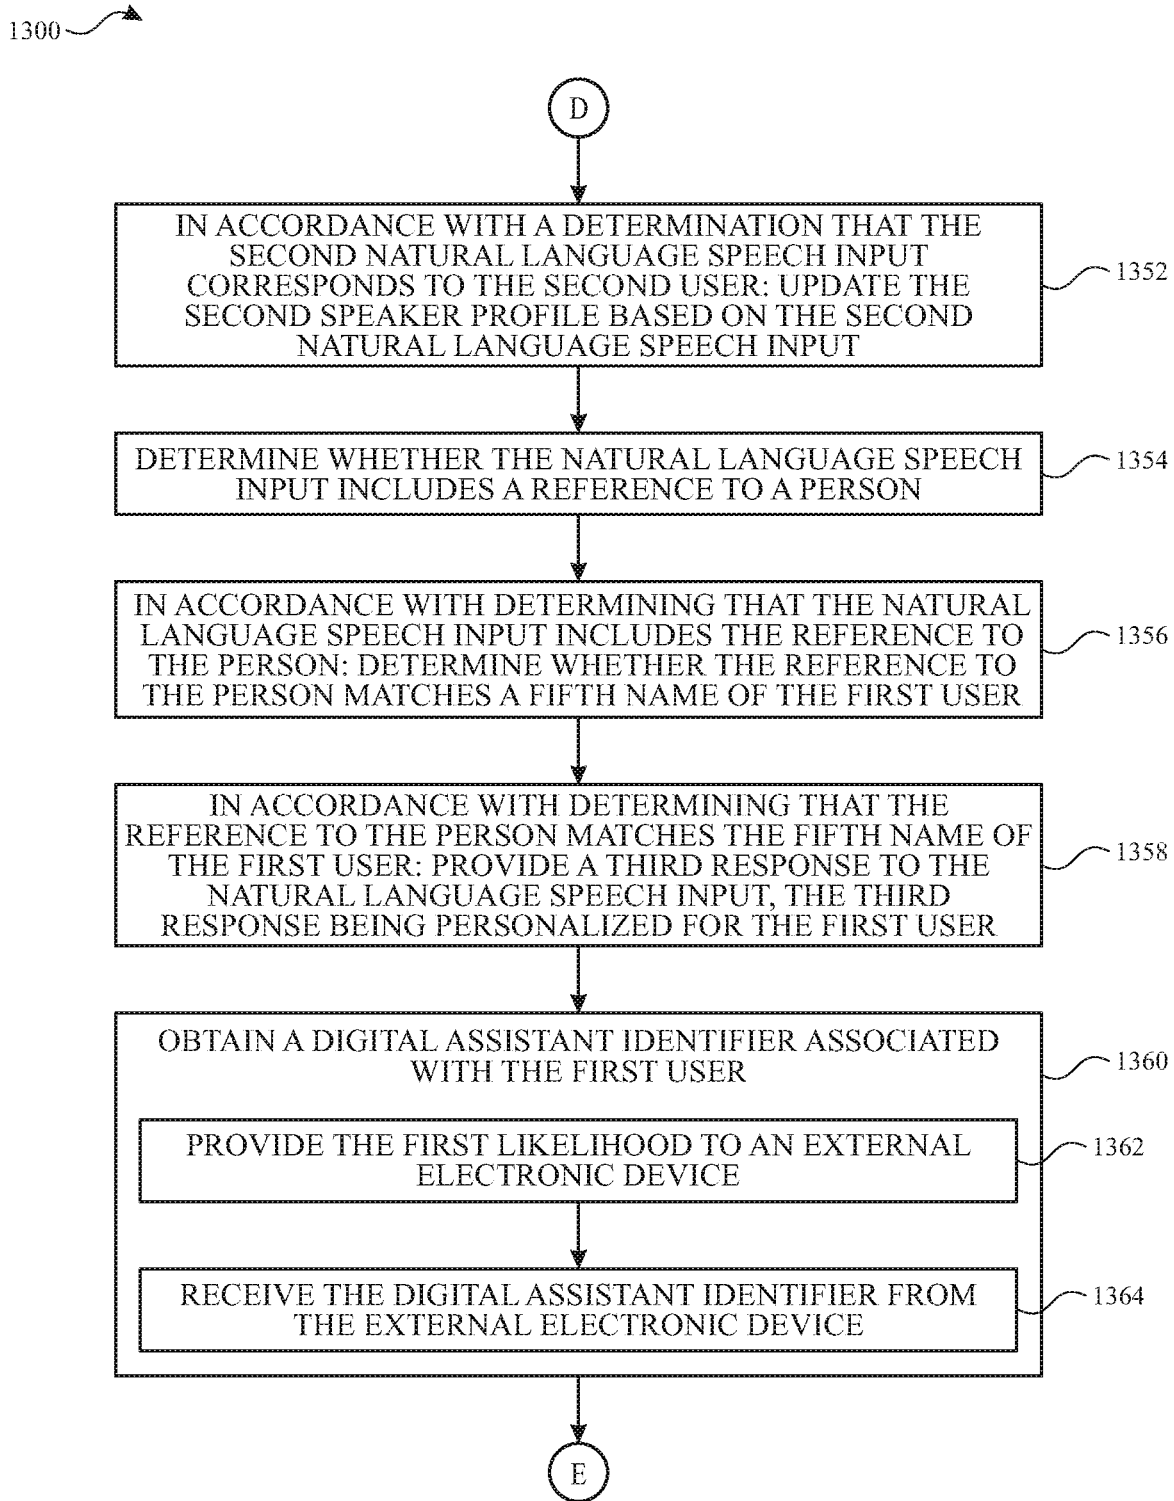 1300
D
IN ACCORDANCE WITH A DETERMINATION THAT THE
SECOND NATURAL LANGUAGE SPEECH INPUT
CORRESPONDS TO THE SECOND USER: UPDATE THE
SECOND SPEAKER PROFILE BASED ON THE SECOND
NATURAL LANGUAGE SPEECH INPUT
1352
DETERMINE WHETHER THE NATURAL LANGUAGE SPEECH
INPUT INCLUDES A REFERENCE TO A PERSON
1354
IN ACCORDANCE WITH DETERMINING THAT THE NATURAL
LANGUAGE SPEECH INPUT INCLUDES THE REFERENCE TO
THE PERSON: DETERMINE WHETHER THE REFERENCE TO
THE PERSON MATCHES A FIFTH NAME OF THE FIRST USER
1356
IN ACCORDANCE WITH DETERMINING THAT THE
REFERENCE TO THE PERSON MATCHES THE FIFTH NAME OF
THE FIRST USER: PROVIDE A THIRD RESPONSE TO THE
NATURAL LANGUAGE SPEECH INPUT, THE THIRD
RESPONSE BEING PERSONALIZED FOR THE FIRST USER
1358
OBTAIN A DIGITAL ASSISTANT IDENTIFIER ASSOCIATED
WITH THE FIRST USER
1360
PROVIDE THE FIRST LIKELIHOOD TO AN EXTERNAL
ELECTRONIC DEVICE
1362
RECEIVE THE DIGITAL ASSISTANT IDENTIFIER FROM
THE EXTERNAL ELECTRONIC DEVICE
1364
E